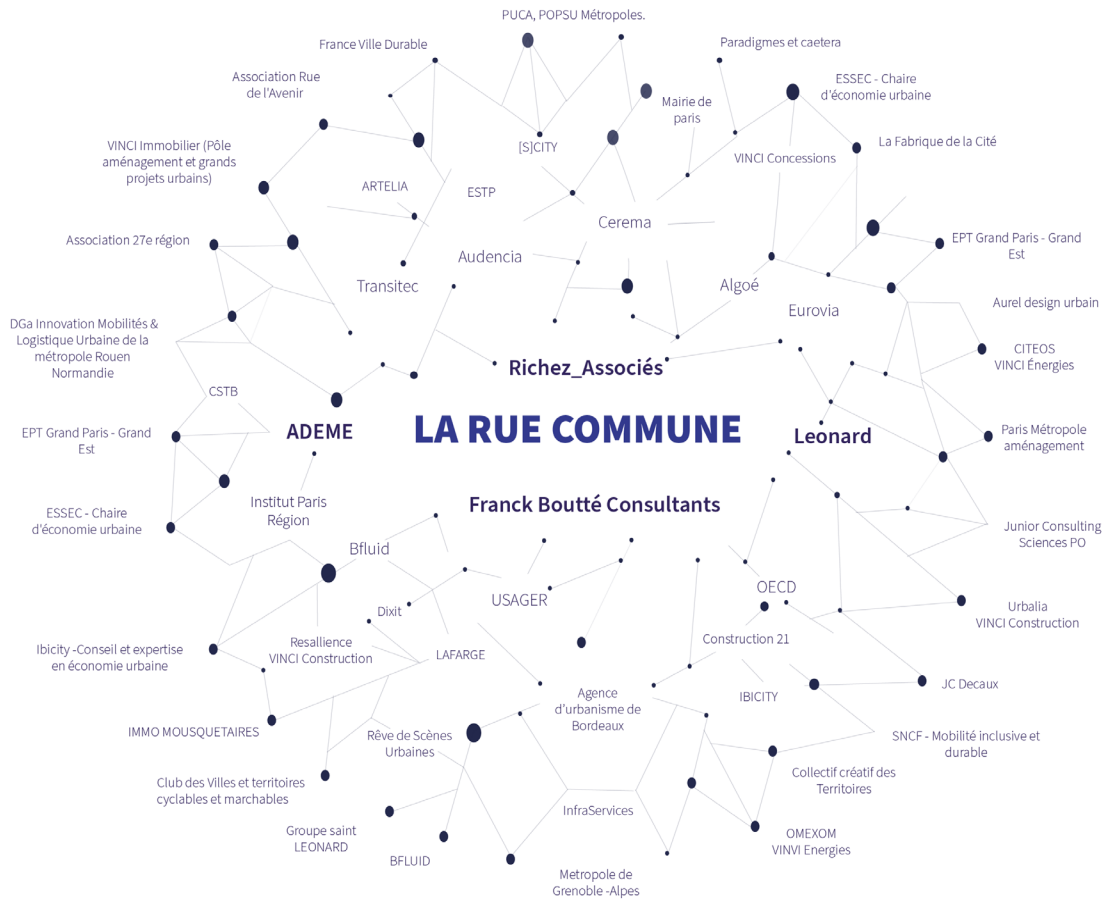 PUCA, POPSU Métropoles.
France Ville Durable
Paradigmes et caetera
Association Rue
de l'Avenir
ESSEC - Chaire
d'économie urbaine
Mairie de
paris
VINCI Immobilier (Pôle
aménagement et grands
projets urbains)
[S]CITY
La Fabrique de la Cité
VINCI Concessions
ARTELIA
ESTP
Cerema
Association 27e région
EPT Grand Paris - Grand
Est
Audencia
Transitec
Algoé
Eurovia
Aurel design urbain
DGa Innovation Mobilités &
Logistique Urbaine de la
métropole Rouen
Normandie
CITEOS
VINCI Énergies
Richez_Associés
CSTB
EPT Grand Paris - Grand
Est
ADEME
LA RUE COMMUNE
Leonard
Paris Métropole
aménagement
Institut Paris
Région
Franck Boutté Consultants
ESSEC - Chaire
d'économie urbaine
Junior Consulting
Sciences PO
Bfluid
OECD
USAGER
Dixit
Urbalia
VINCI Construction
Ibicity -Conseil et expertise
en économie urbaine
Resallience
VINCI Construction
LAFARGE
Construction 21
JC Decaux
IBICITY
Agence
d'urbanisme de
Bordeaux
IMMO MOUSQUETAIRES
Rêve de Scènes
Urbaines
SNCF - Mobilité inclusive et
durable
Club des Villes et territoires
cyclables et marchables
Collectif créatif des
Territoires
InfraServices
Groupe saint
LEONARD
BFLUID
OMEXOM
VINVI Energies
Metropole de
Grenoble -Alpes